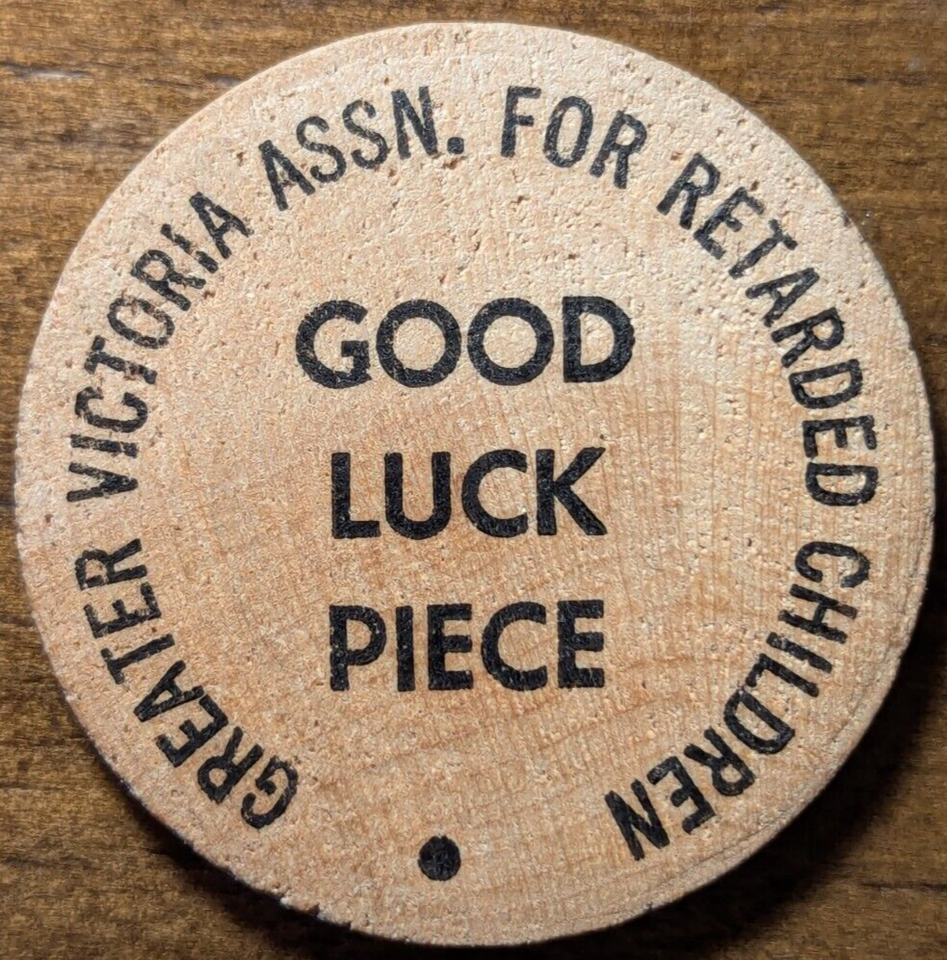 GREATER VICTORIA ASSN. FOR RETARDED CHILDREN
GOOD
LUCK
PIECE